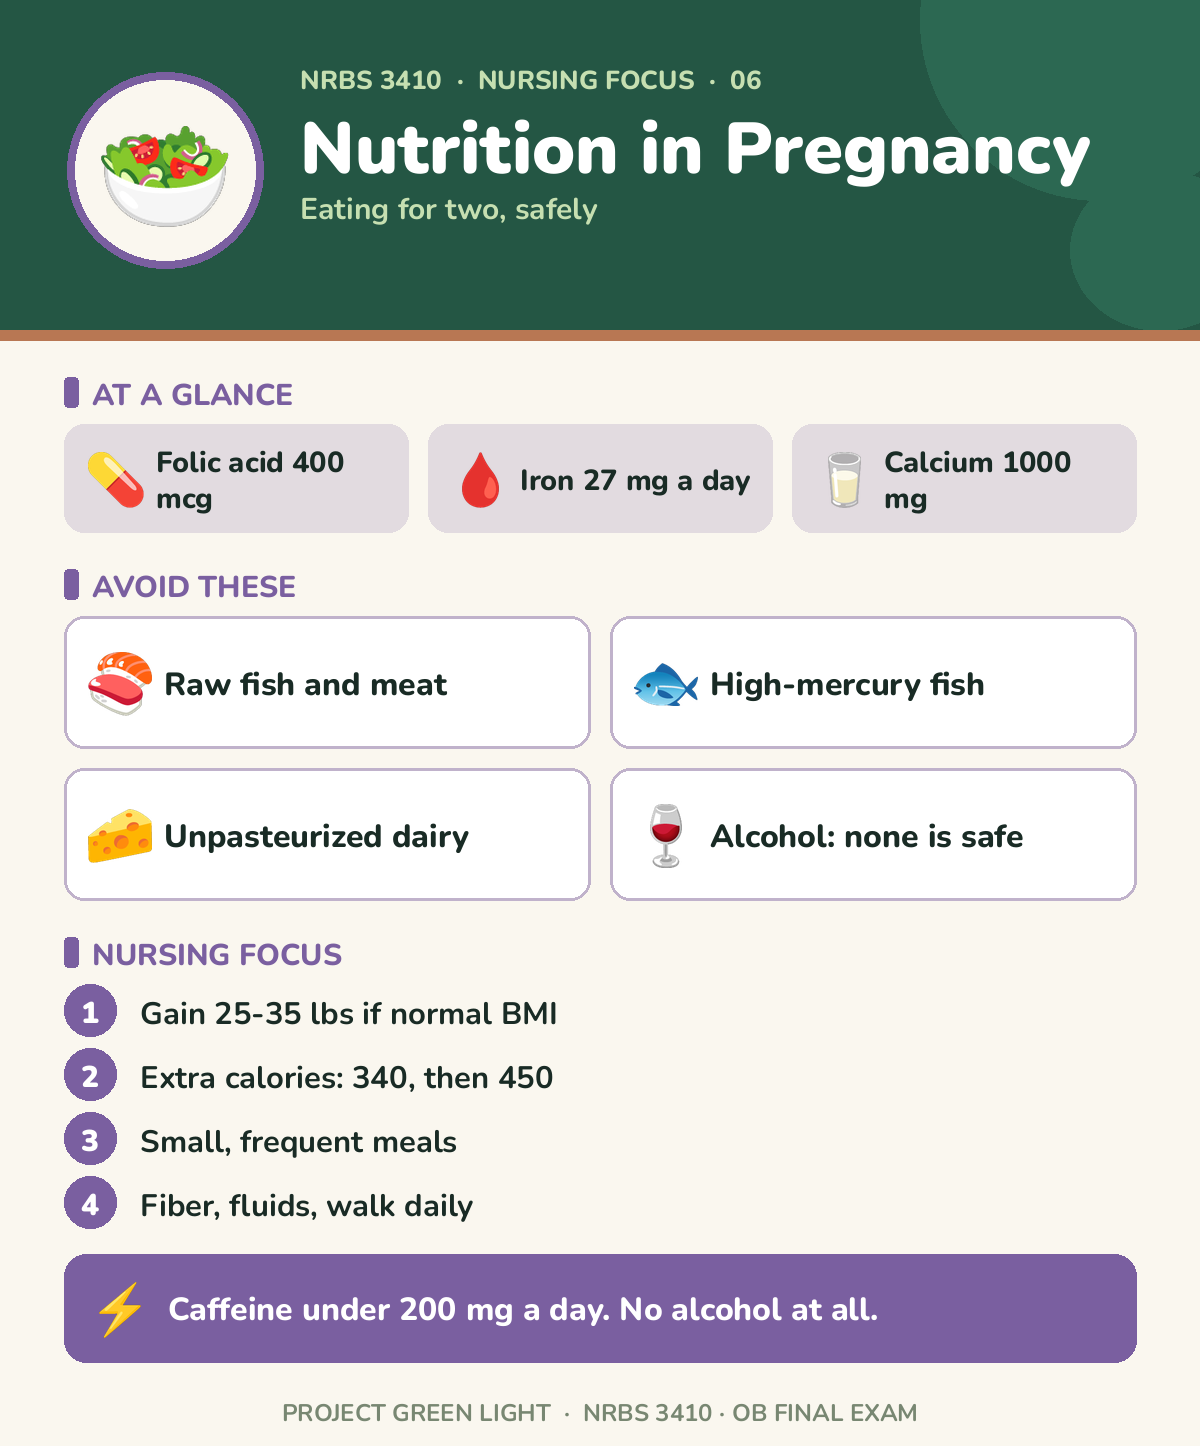 NRBS 3410 · NURSING FOCUS · 06
Nutrition in Pregnancy
Eating for two, safely
AT A GLANCE
Folic acid 400
mcg
Iron 27 mg a day
Calcium 1000
mg
AVOID THESE
Raw fish and meat
High-mercury fish
Unpasteurized dairy
Alcohol: none is safe
NURSING FOCUS
1 Gain 25-35 lbs if normal BMI
2 Extra calories: 340, then 450
3 Small, frequent meals
4 Fiber, fluids, walk daily
Caffeine under 200 mg a day. No alcohol at all.
PROJECT GREEN LIGHT · NRBS 3410 · OB FINAL EXAM